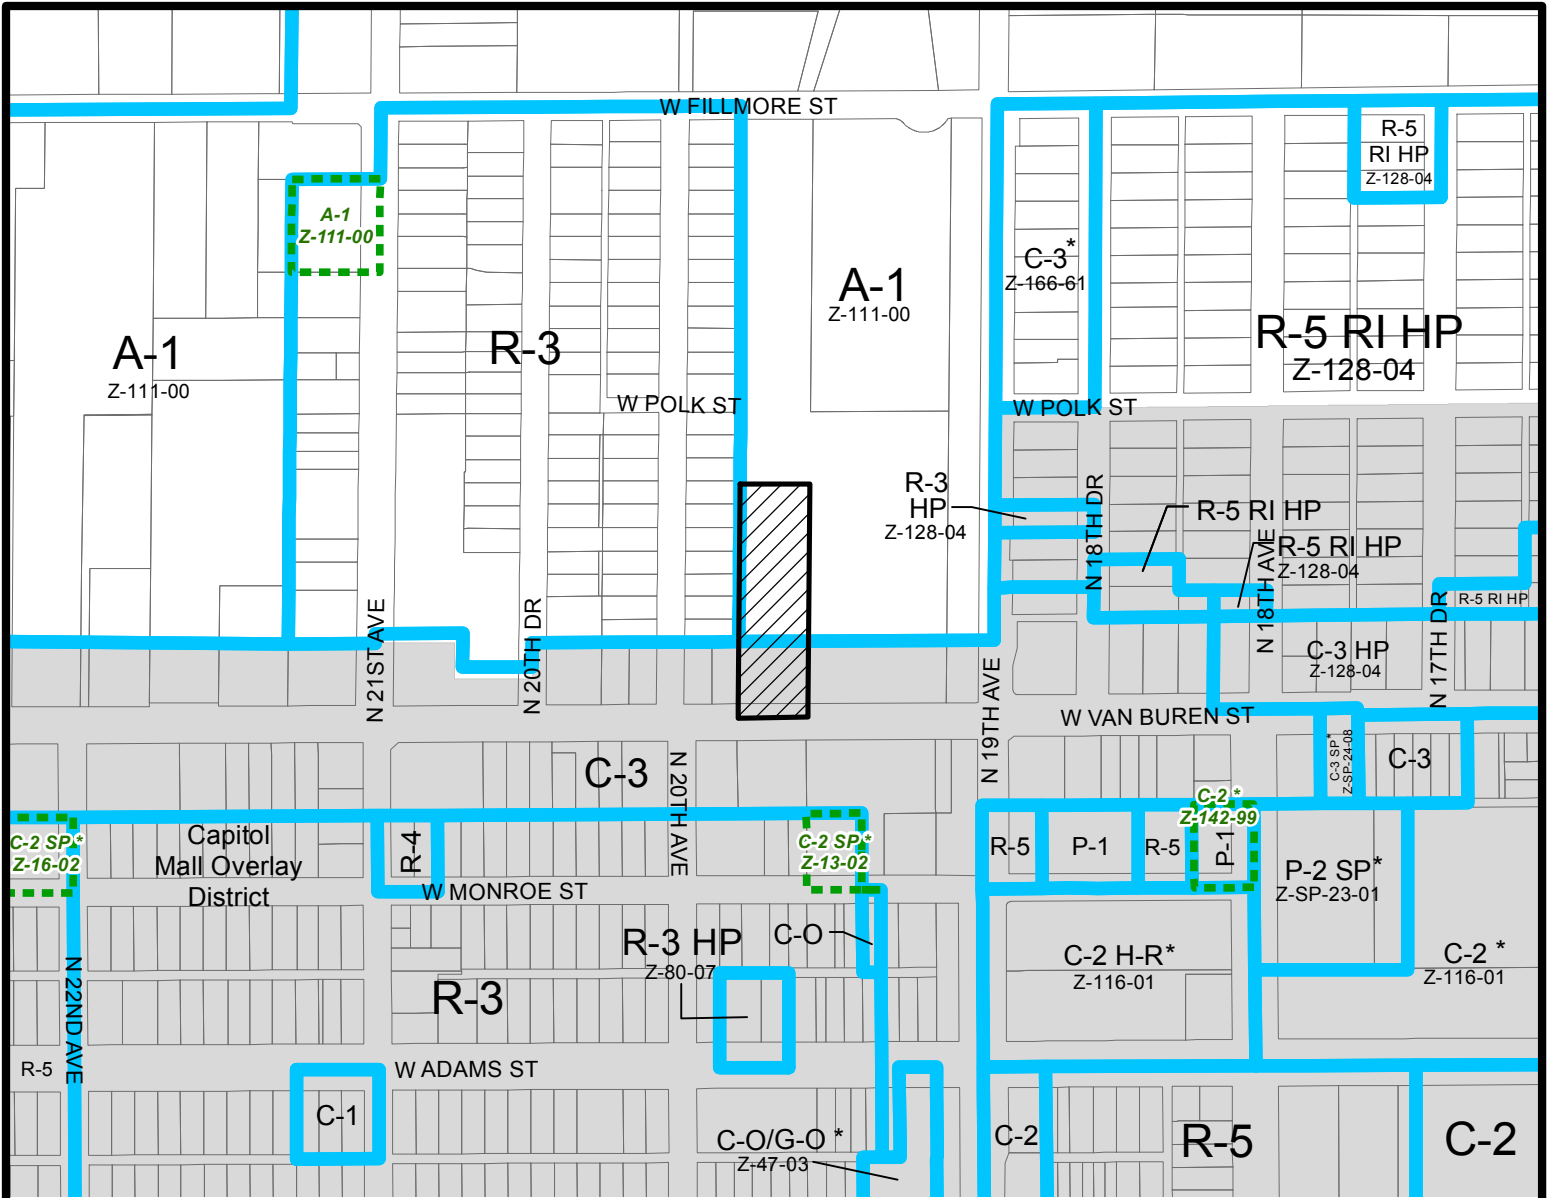 W FILLMORE ST
R-5
RI HP
Z-128-04
A-1
Z-111-00
C-3*
Z-166-61
A-1
Z-111-00
R-5 RI HP
Z-128-04
A-1
Z-111-00
R-3
W POLK ST
W POLK ST
R-3
HP
Z-128-04
N 18TH DR
R-5 RI HP
R-5 RI HP
Z-128-04
N 18TH AVE
R-5 RI HP
N 17TH DR
N 21ST AVE
N 20TH DR
C-3 HP
Z-128-04
N 19TH AVE
W VAN BUREN ST
C-3
N 20TH AVE
C-3 SP*
Z-SP-24-08
C-3
C-2 *
Z-142-99
C-2 SP*
Z-16-02
Capitol
Mall Overlay
District
R-4
C-2 SP*
Z-13-02
R-5
P-1
R-5
P-1
P-2 SP*
Z-SP-23-01
W MONROE ST
R-3 HP
Z-80-07
C-O
C-2 H-R*
Z-116-01
C-2 *
Z-116-01
N 22ND AVE
R-3
R-5
W ADAMS ST
C-1
C-O/G-O *
Z-47-03
C-2
R-5
C-2